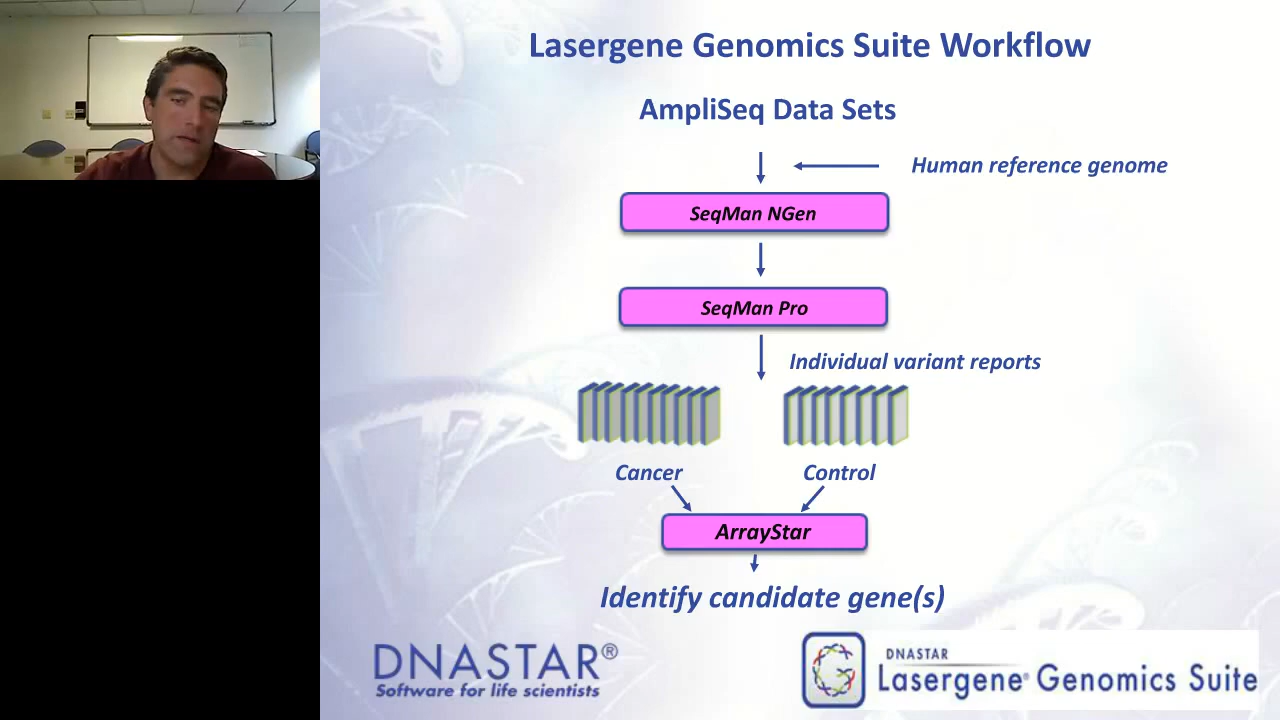 Lasergene Genomics Suite Workflow
AmpliSeq Data Sets
Human reference genome
SeqMan NGen
SeqMan Pro
Individual variant reports
Cancer
Control
ArrayStar
Identify candidate gene(s)
DNASTAR®
Software for life scientists
DNASTAR
Lasergene® Genomics Suite